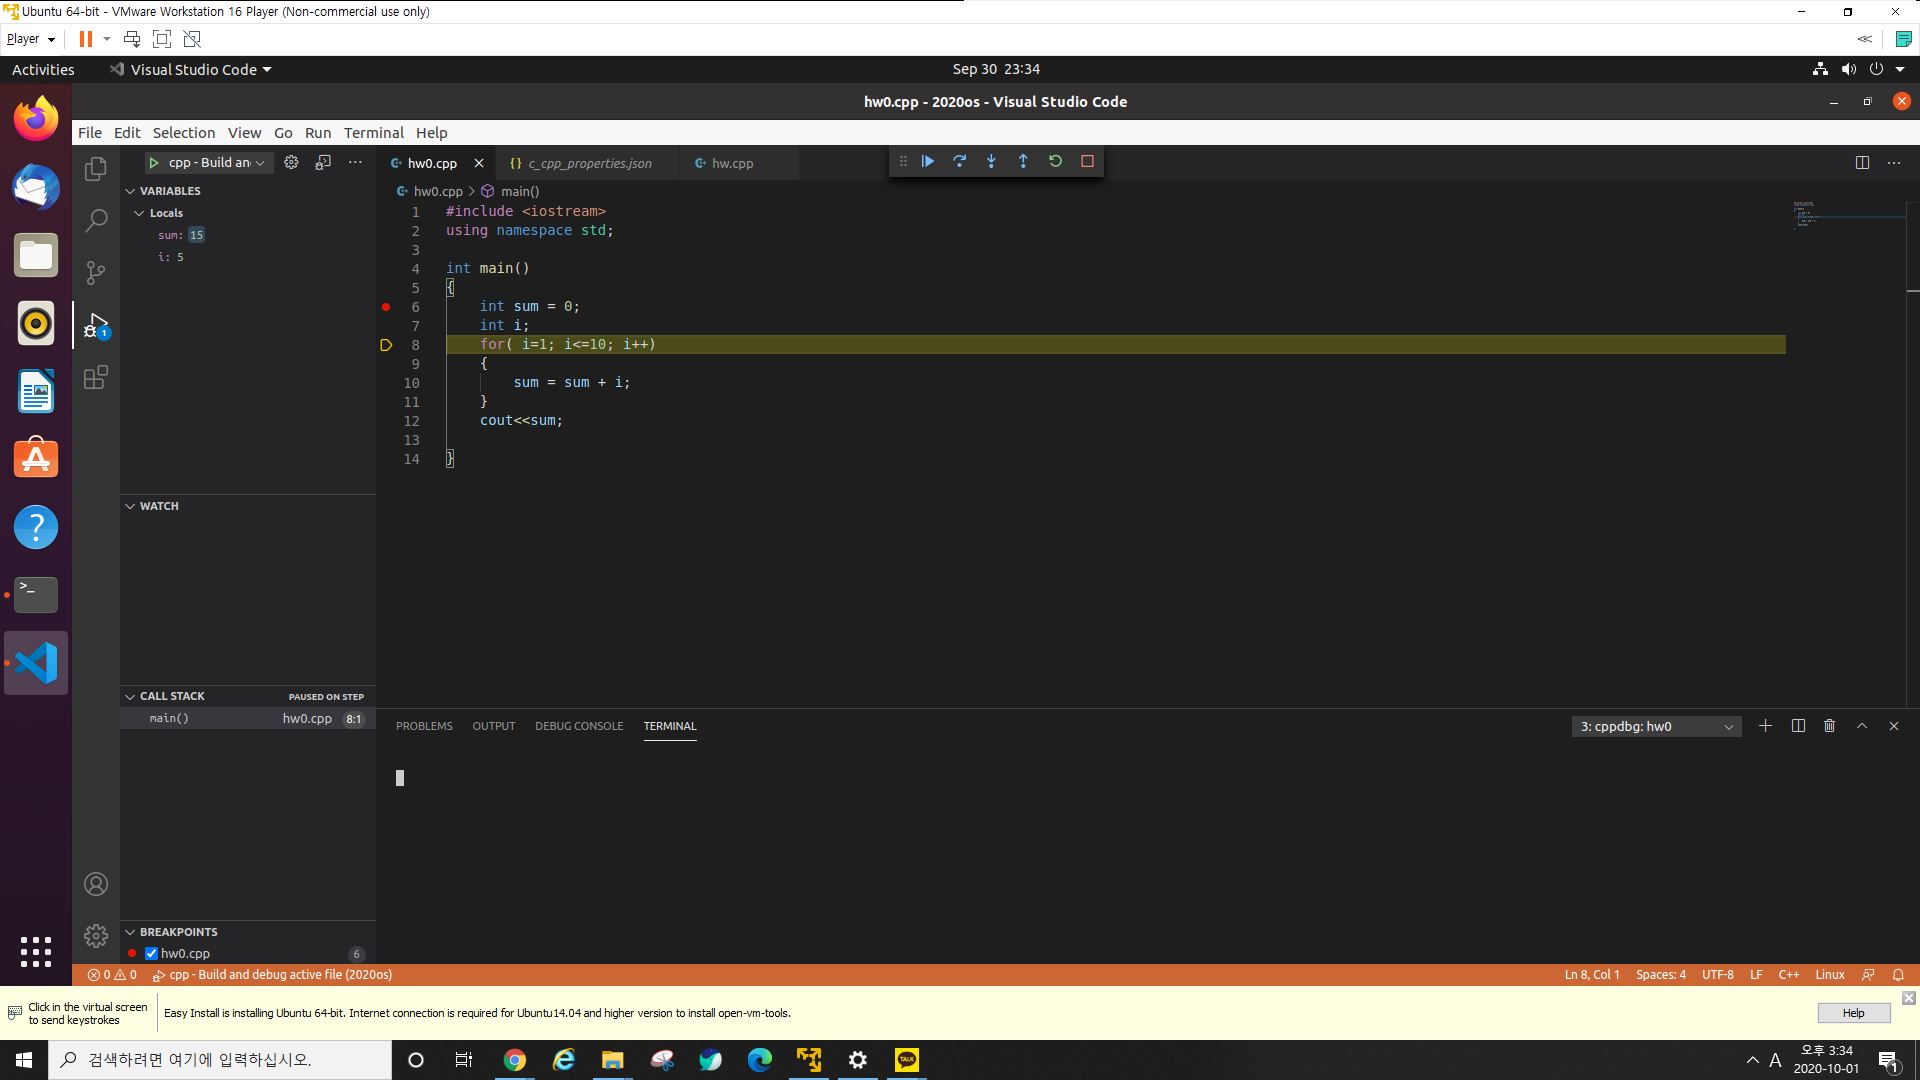 Ubuntu 64-bit - VMware Workstation 16 Player (Non-commercial use only)
Player
Activities
Visual Studio Code
Sep 30 23:34
hw0.cpp - 2020os - Visual Studio Code
File Edit Selection View Go Run Terminal Help
cpp - Build an
hw0.cpp
c_cpp_properties.json
hw.cpp
VARIABLES
Locals
sum: 15
i: 5
hw0.cpp > main()
1 #include <iostream>
2 using namespace std;
3
4 int main()
5 {
6 int sum = 0;
7 int i;
8 for( i=1; i<=10; i++)
9 {
10 sum = sum + i;
11 }
12 cout<<sum;
13
14 }
WATCH
CALL STACK PAUSED ON STEP
main() hw0.cpp 8:1
PROBLEMS OUTPUT DEBUG CONSOLE TERMINAL
3: cppdbg: hw0
BREAKPOINTS
hw0.cpp 6
0 0 cpp - Build and debug active file (2020os)
Ln 8, Col 1 Spaces: 4 UTF-8 LF C++ Linux
Click in the virtual screen
to send keystrokes
Easy Install is installing Ubuntu 64-bit. Internet connection is required for Ubuntu14.04 and higher version to install open-vm-tools.
Help
검색하려면 여기에 입력하십시오.
TALK
A
오후 3:34
2020-10-01
1